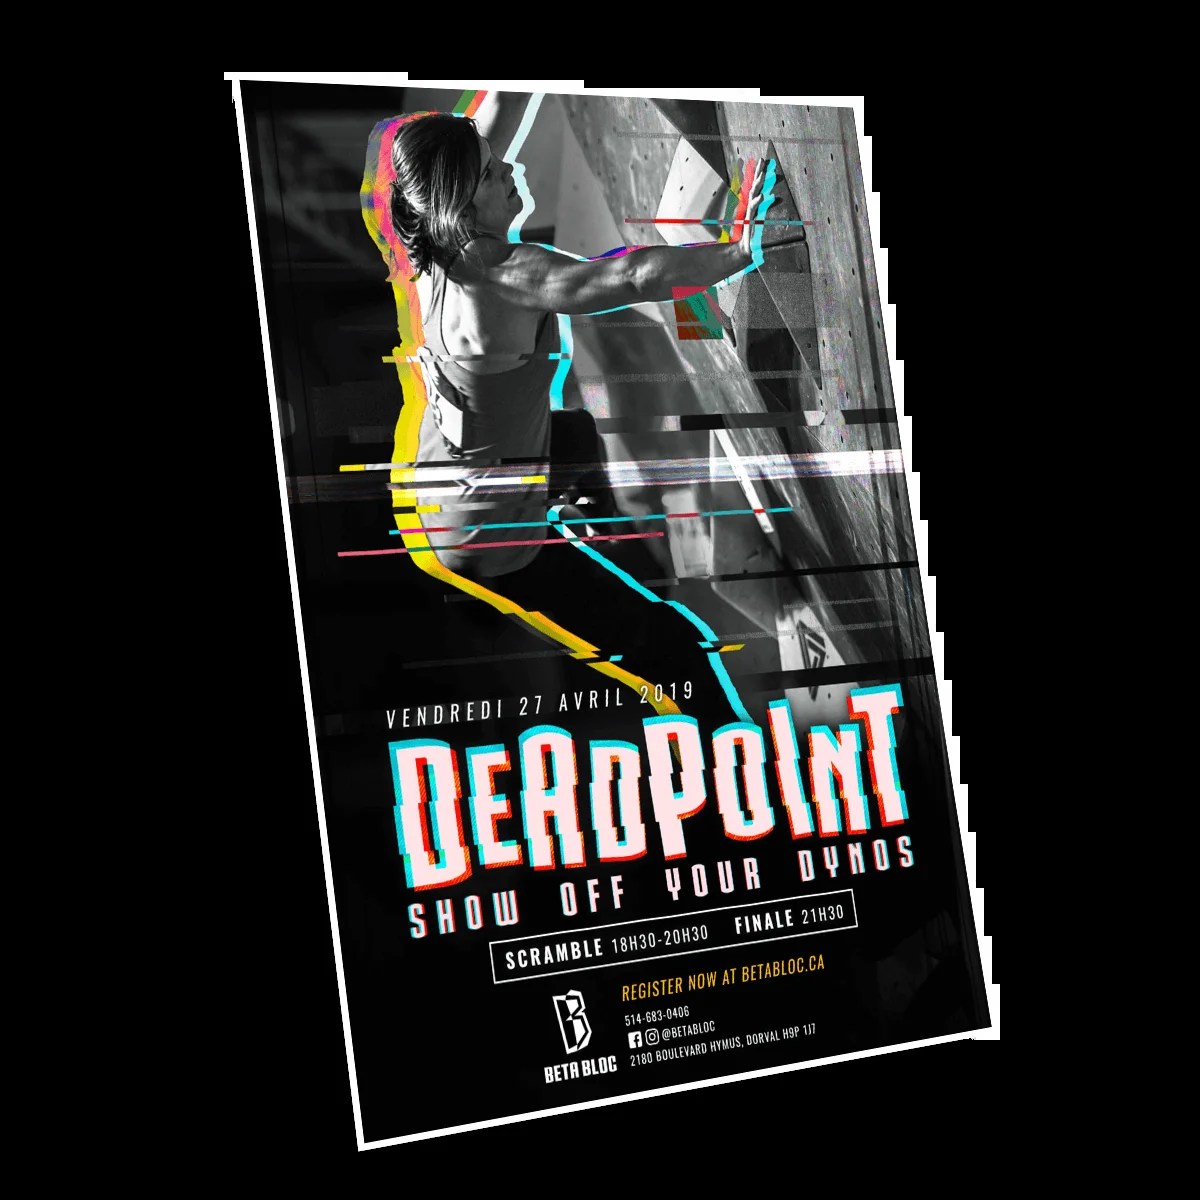 VENDREDI 27 AVRIL 2019
DEADPOINT
SHOW OFF YOUR DYNOS
SCRAMBLE 18H30-20H30 FINALE 21H30
REGISTER NOW AT BETABLOC.CA
514-683-0406
@BETABLOC
2180 BOULEVARD HYMUS, DORVAL H9P 1J7
BETA BLOC